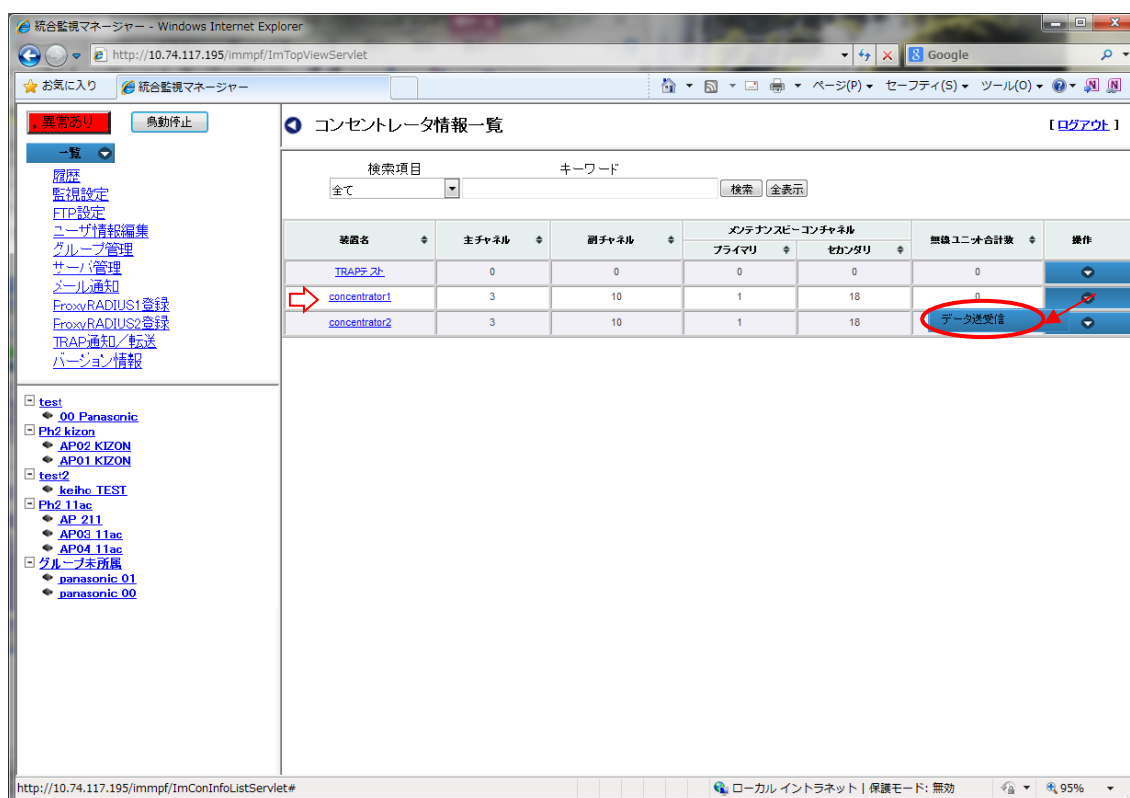 統合監視マネージャー - Windows Internet Explorer
http://10.74.117.195/immpf/ImTopViewServlet
Google
お気に入り
統合監視マネージャー
ページ(P)
セーフティ(S)
ツール(O)
異常あり
鳥動停止
一覧
履歴
監視設定
FTP設定
ユーザ情報編集
グループ管理
サーバ管理
メール通知
ProxyRADIUS1登録
ProxyRADIUS2登録
TRAP通知/転送
バージョン情報
test
00 Panasonic
Ph2 kizon
AP02 KIZON
AP01 KIZON
test2
keiho TEST
Ph2 11ac
AP 211
AP03 11ac
AP04 11ac
グループ未所属
panasonic 01
panasonic 00
コンセントレータ情報一覧
[ ログアウト ]
検索項目 キーワード
全て 検索 全表示
装置名 主チャネル 副チャネル メンテナンスビーコンチャネル 無線ユニット合計数 操作
プライマリ セカンダリ
TRAPテスト 0 0 0 0 0
concentrator1 3 10 1 18 0
concentrator2 3 10 1 18 データ送受信
http://10.74.117.195/immpf/ImConInfoListServlet#
ローカル イントラネット | 保護モード: 無効
95%